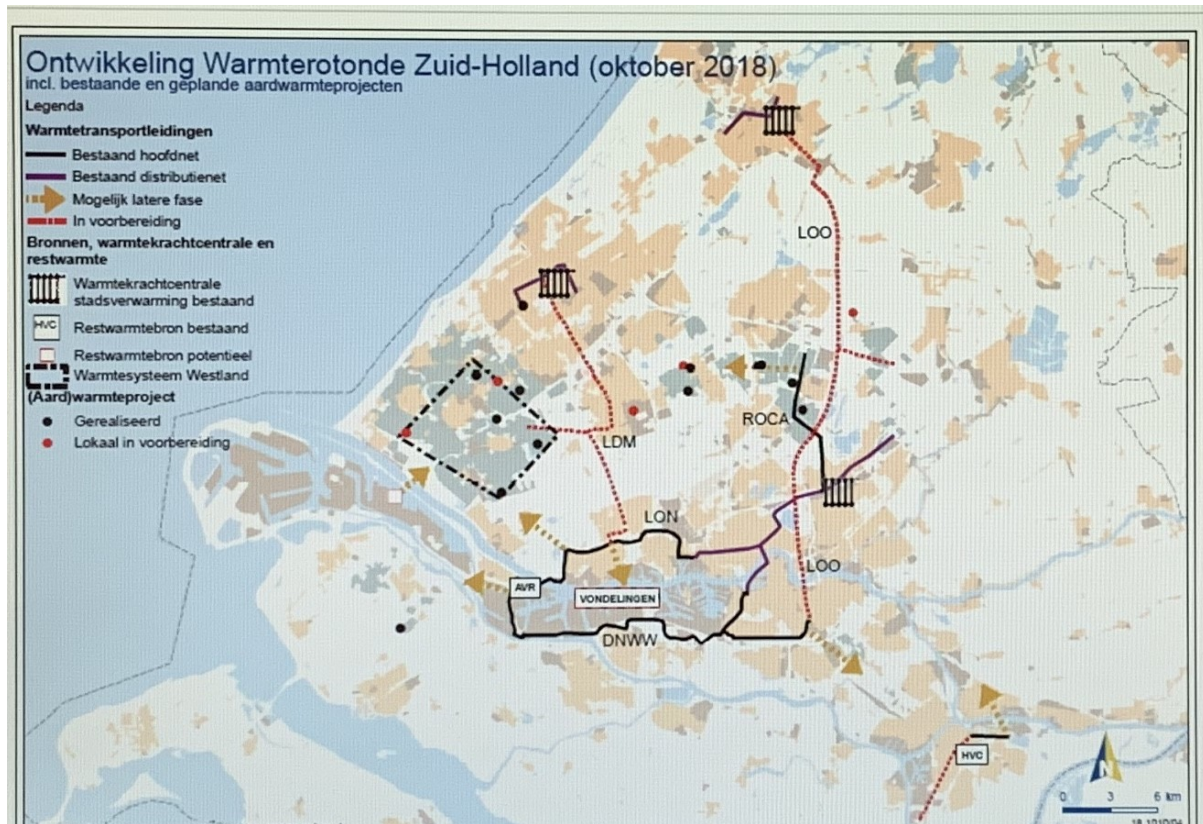 Ontwikkeling Warmterotonde Zuid-Holland (oktober 2018)
incl. bestaande en geplande aardwarmteprojecten
Legenda
Warmtetransportleidingen
Bestaand hoofdnet
Bestaand distributienet
Mogelijk latere fase
In voorbereiding
Bronnen, warmtekrachtcentrale en
restwarmte
Warmtekrachtcentrale
stadsverwarming bestaand
HVC
Restwarmtebron bestaand
Restwarmtebron potentieel
Warmtesysteem Westland
(Aard)warmteproject
Gerealiseerd
Lokaal in voorbereiding
LOO
ROCA
LDM
LON
LOO
AVR
VONDELINGEN
DNWW
HVC
N
0 3 6 km